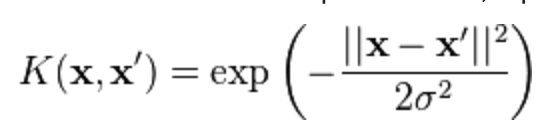 K(𝐱, 𝐱′) = exp(−||𝐱 − 𝐱′||² / 2σ²)